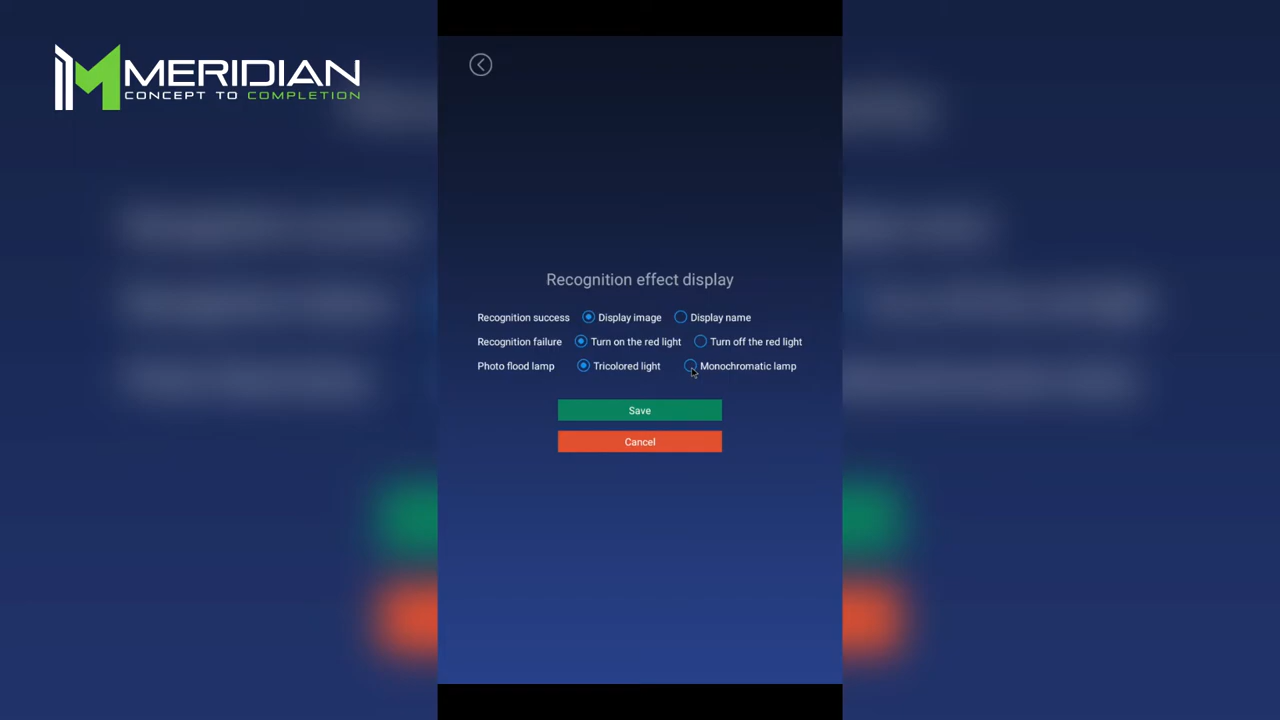 MERIDIAN
CONCEPT TO COMPLETION
Recognition effect display
Recognition success Display image Display name
Recognition failure Turn on the red light Turn off the red light
Photo flood lamp Tricolored light Monochromatic lamp
Save
Cancel